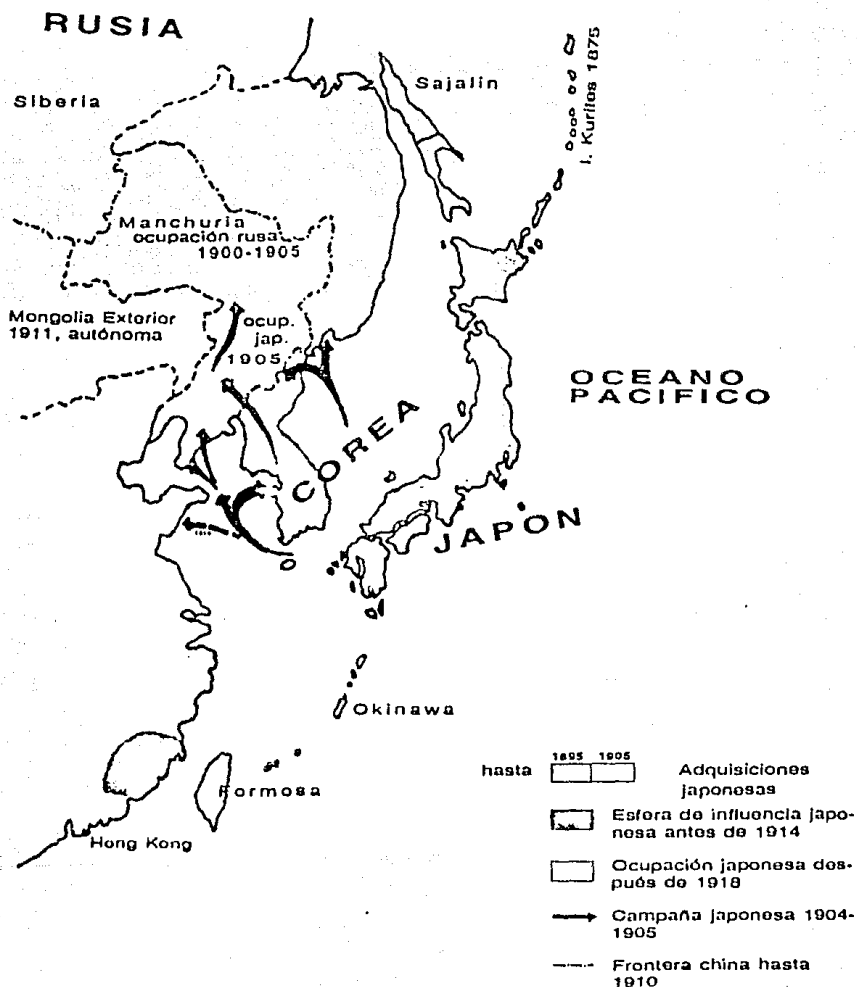 RUSIA
Siberia
Sajalin
I. Kuriles 1875
Manchuria
ocupación rusa
1900-1905
Mongolia Exterior
1911, autónoma
ocup.
jap.
1905
OCEANO
PACIFICO
COREA
JAPON
Okinawa
Formosa
Hong Kong
hasta
1895 1905
Adquisiciones
japonesas
Esfera de influencia japo-
nesa antes de 1914
Ocupación japonesa des-
pués de 1918
Campaña japonesa 1904-
1905
Frontera china hasta
1910